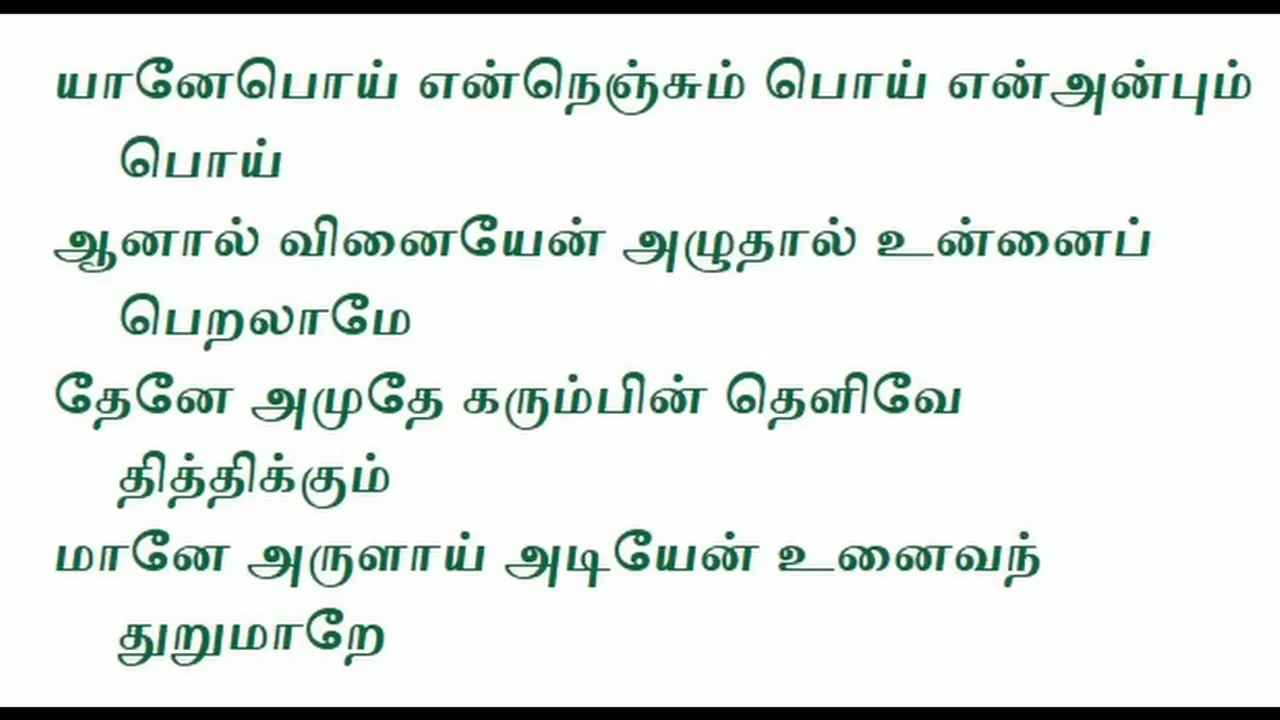 யானேபொய் என்நெஞ்சும் பொய் என்அன்பும்
பொய்
ஆனால் வினையேன் அழுதால் உன்னைப்
பெறலாமே
தேனே அமுதே கரும்பின் தெளிவே
தித்திக்கும்
மானே அருளாய் அடியேன் உனைவந்
துறுமாறே